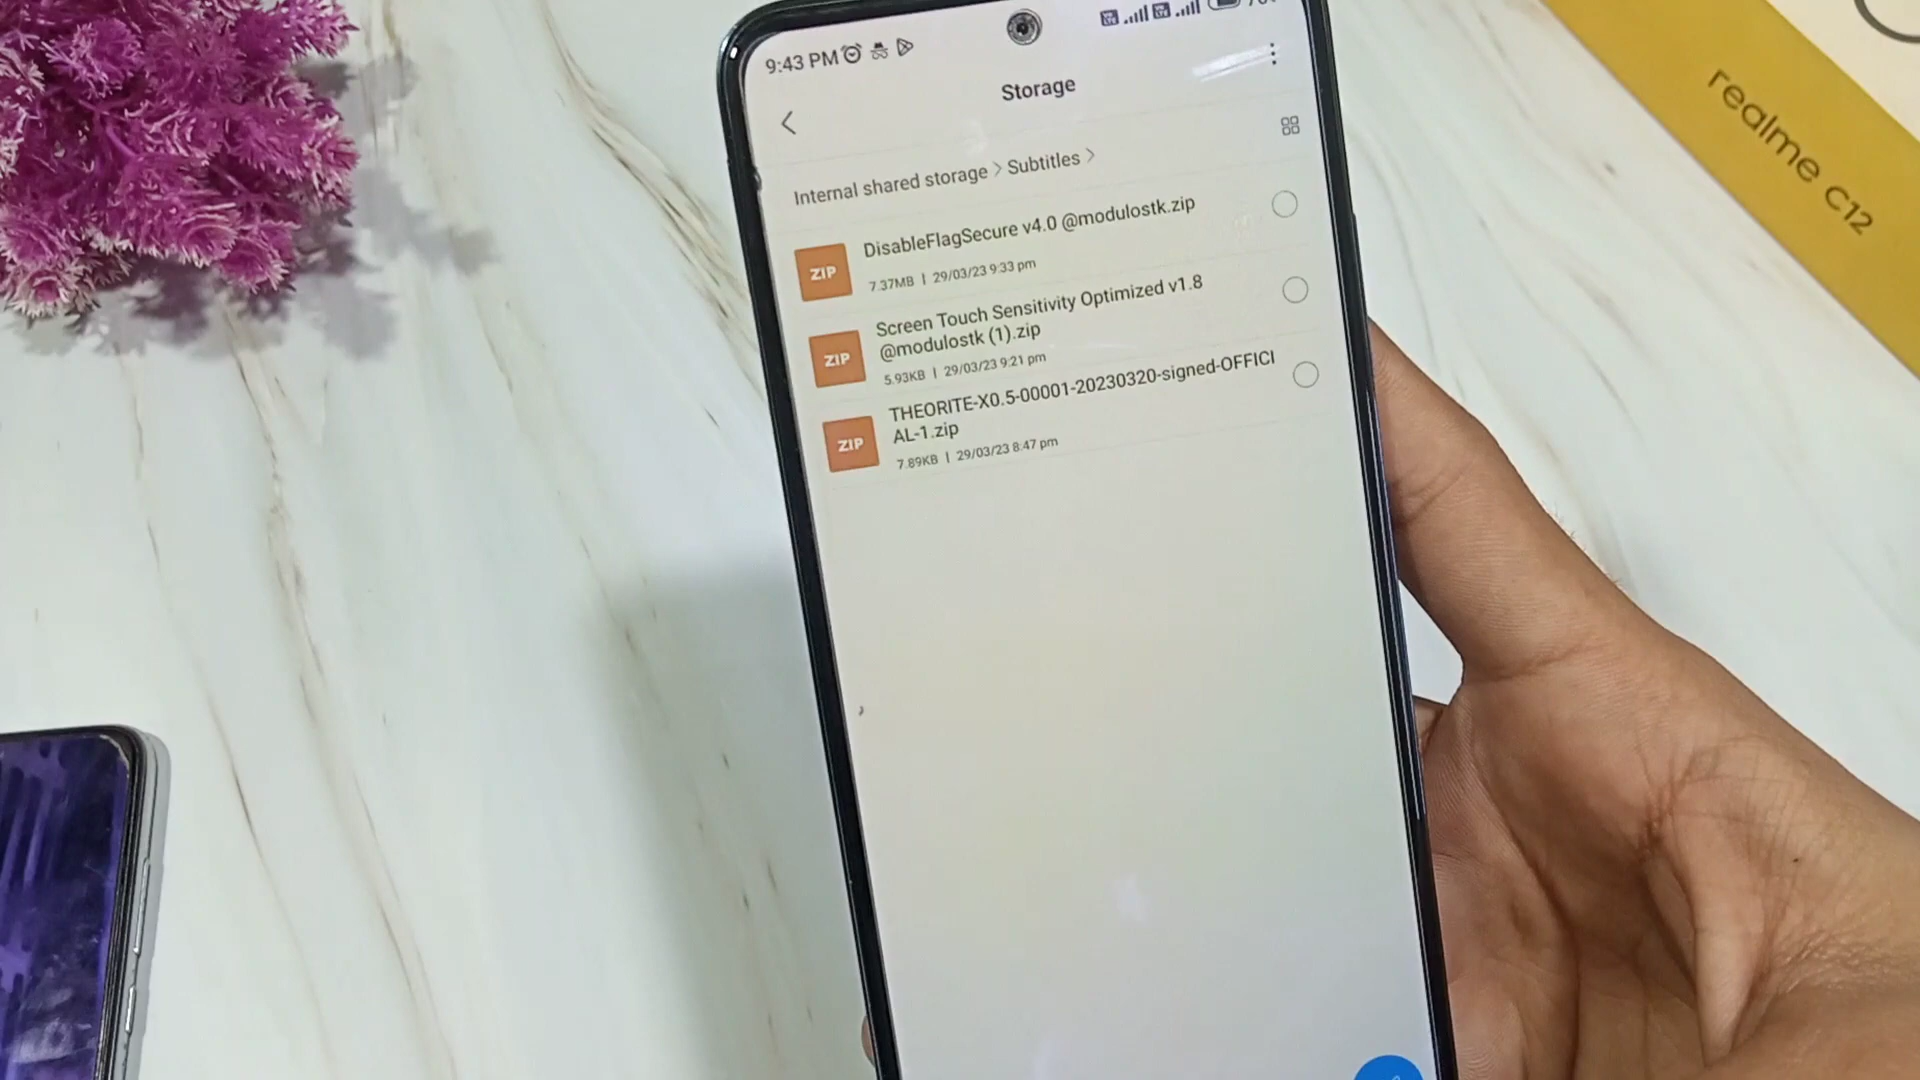 9:43 PM
Storage
Internal shared storage > Subtitles >
ZIP
DisableFlagSecure v4.0 @modulostk.zip
7.37MB | 29/03/23 9:33 pm
ZIP
Screen Touch Sensitivity Optimized v1.8
@modulostk (1).zip
5.93KB | 29/03/23 9:21 pm
ZIP
THEORITE-X0.5-00001-20230320-signed-OFFICI
AL-1.zip
7.89KB | 29/03/23 8:47 pm
realme C12